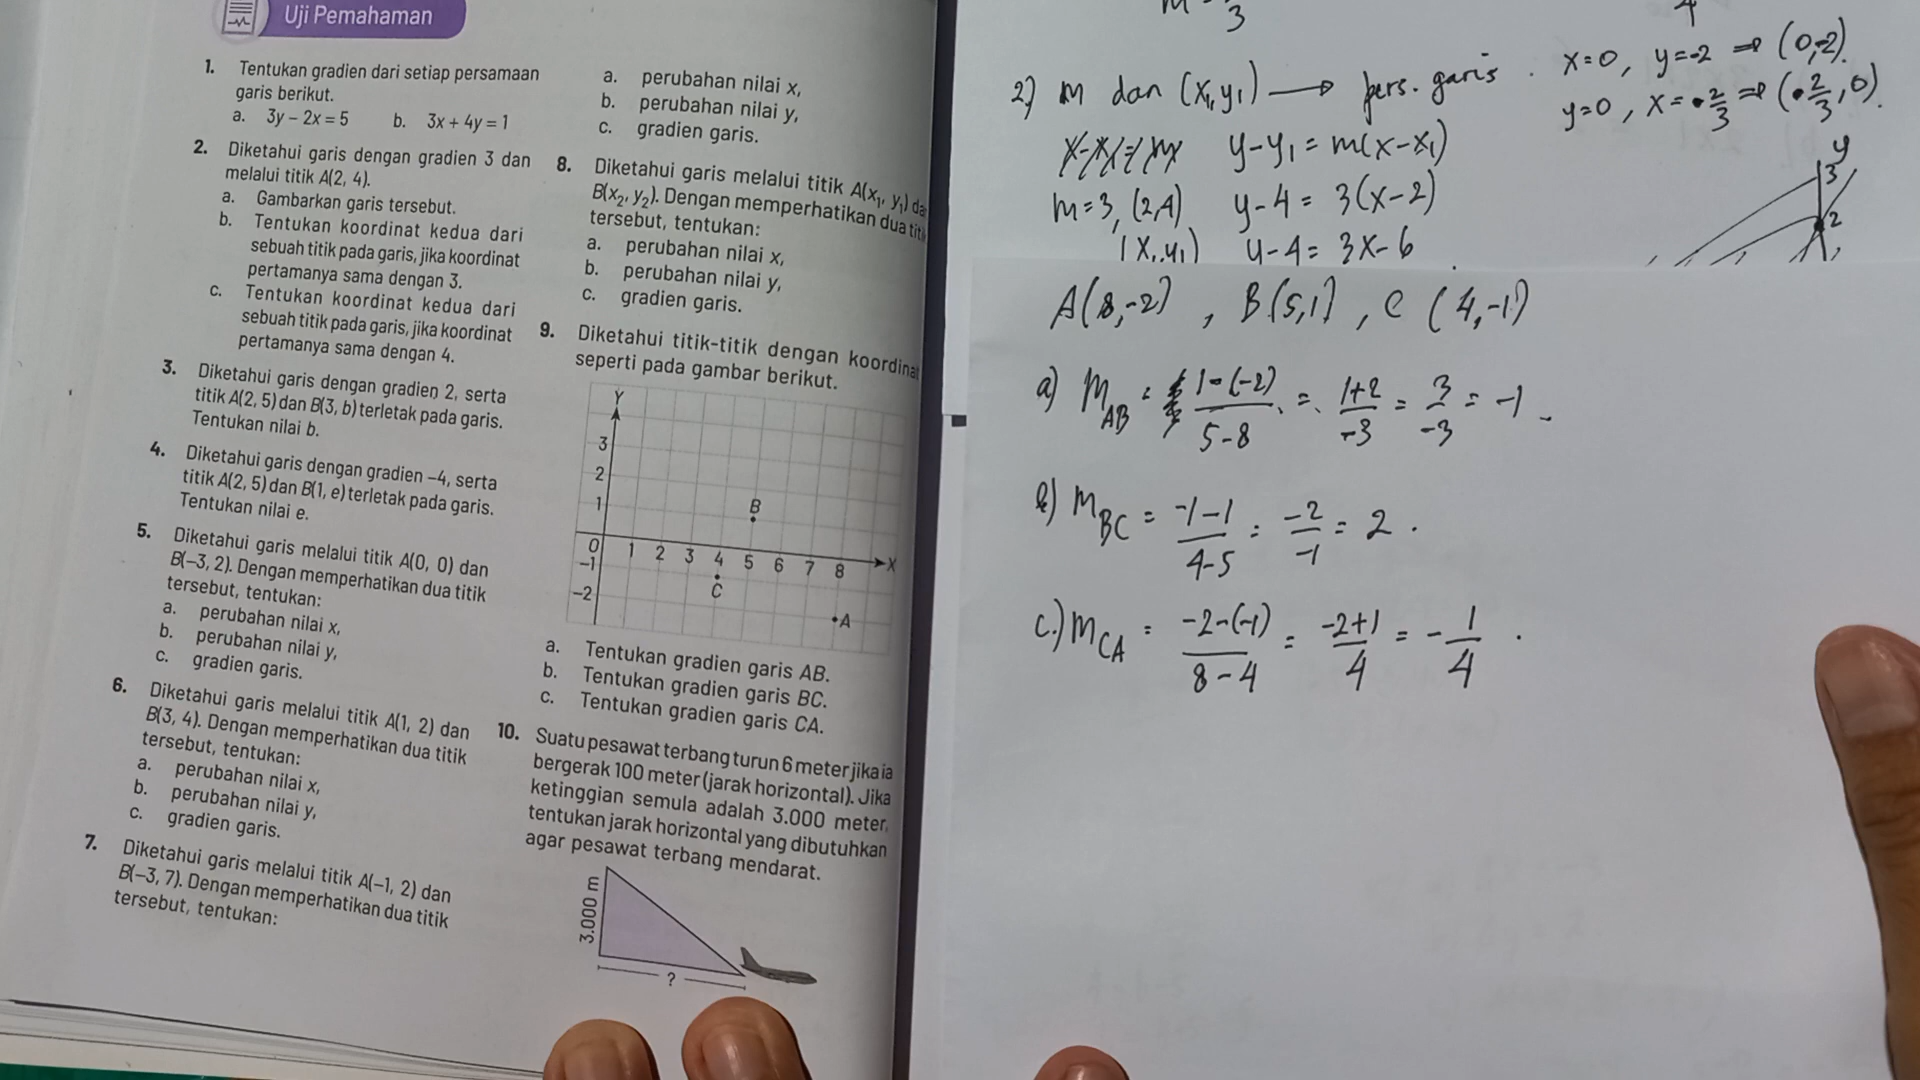 Uji Pemahaman
1. Tentukan gradien dari setiap persamaan
garis berikut.
a. 3y – 2x = 5 b. 3x + 4y = 1
2. Diketahui garis dengan gradien 3 dan
melalui titik A(2, 4).
a. Gambarkan garis tersebut.
b. Tentukan koordinat kedua dari
sebuah titik pada garis, jika koordinat
pertamanya sama dengan 3.
c. Tentukan koordinat kedua dari
sebuah titik pada garis, jika koordinat
pertamanya sama dengan 4.
3. Diketahui garis dengan gradien 2, serta
titik A(2, 5) dan B(3, b) terletak pada garis.
Tentukan nilai b.
4. Diketahui garis dengan gradien –4, serta
titik A(2, 5) dan B(1, e) terletak pada garis.
Tentukan nilai e.
5. Diketahui garis melalui titik A(0, 0) dan
B(–3, 2). Dengan memperhatikan dua titik
tersebut, tentukan:
a. perubahan nilai x,
b. perubahan nilai y,
c. gradien garis.
6. Diketahui garis melalui titik A(1, 2) dan
B(3, 4). Dengan memperhatikan dua titik
tersebut, tentukan:
a. perubahan nilai x,
b. perubahan nilai y,
c. gradien garis.
7. Diketahui garis melalui titik A(–1, 2) dan
B(–3, 7). Dengan memperhatikan dua titik
tersebut, tentukan:
a. perubahan nilai x,
b. perubahan nilai y,
c. gradien garis.
8. Diketahui garis melalui titik A(x₁, y₁) da
B(x₂, y₂). Dengan memperhatikan dua titi
tersebut, tentukan:
a. perubahan nilai x,
b. perubahan nilai y,
c. gradien garis.
9. Diketahui titik-titik dengan koordinat
seperti pada gambar berikut.
Y
3
2
1
B
0 1 2 3 4 5 6 7 8 X
–1
C
–2
A
a. Tentukan gradien garis AB.
b. Tentukan gradien garis BC.
c. Tentukan gradien garis CA.
10. Suatu pesawat terbang turun 6 meter jika ia
bergerak 100 meter (jarak horizontal). Jika
ketinggian semula adalah 3.000 meter,
tentukan jarak horizontal yang dibutuhkan
agar pesawat terbang mendarat.
3.000 m
?
2) m dan (x₁, y₁) → pers. garis
y - y₁ = m(x - x₁)
m = 3, (2,4) y - 4 = 3(x - 2)
(x₁, y₁) y - 4 = 3x - 6
x = 0, y = -2 ⇒ (0, -2).
y = 0, x = 2/3 ⇒ (2/3, 0).
y
3
2
A(8, -2), B(5, 1), C(4, -1)
a) m_AB = 1 - (-2) / 5 - 8 = 1 + 2 / -3 = 3 / -3 = -1
b) m_BC = -1 - 1 / 4 - 5 = -2 / -1 = 2.
c.) m_CA = -2 - (-1) / 8 - 4 = -2 + 1 / 4 = - 1 / 4.